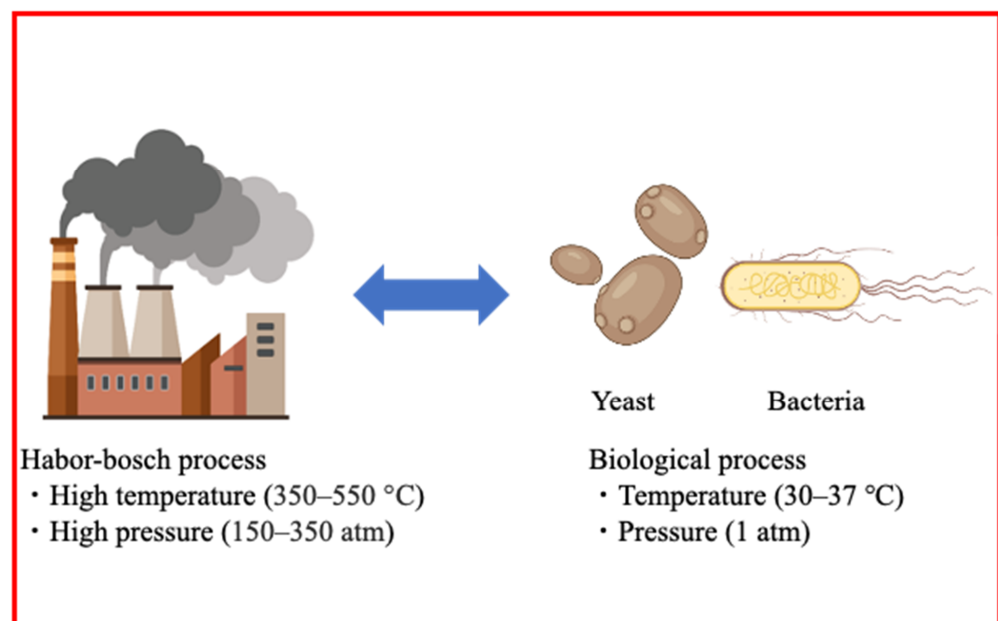 Yeast
Bacteria
Habor-bosch process
・High temperature (350–550 °C)
・High pressure (150–350 atm)
Biological process
・Temperature (30–37 ℃)
・Pressure (1 atm)